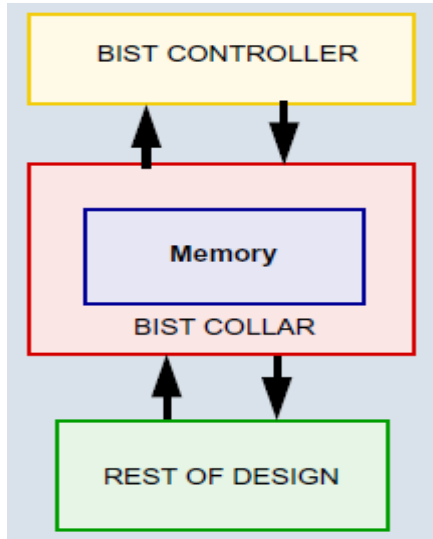 BIST CONTROLLER
Memory
BIST COLLAR
REST OF DESIGN